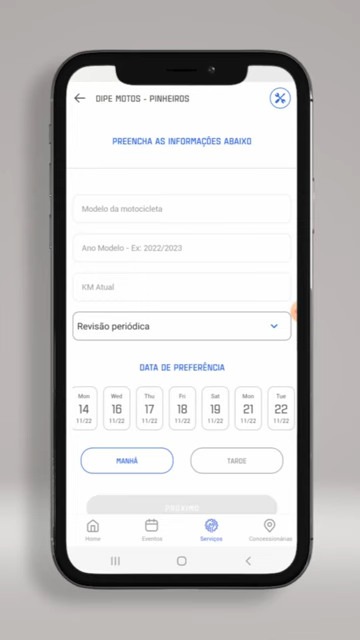 DIPE MOTOS - PINHEIROS
PREENCHA AS INFORMAÇÕES ABAIXO
Modelo da motocicleta
Ano Modelo - Ex: 2022/2023
KM Atual
Revisão periódica
DATA DE PREFERÊNCIA
Mon Wed Thu Fri Sat Mon Tue
14 16 17 18 19 21 22
11/22 11/22 11/22 11/22 11/22 11/22 11/22
MANHÃ TARDE
PRÓXIMO
Home Eventos Serviços Concessionárias